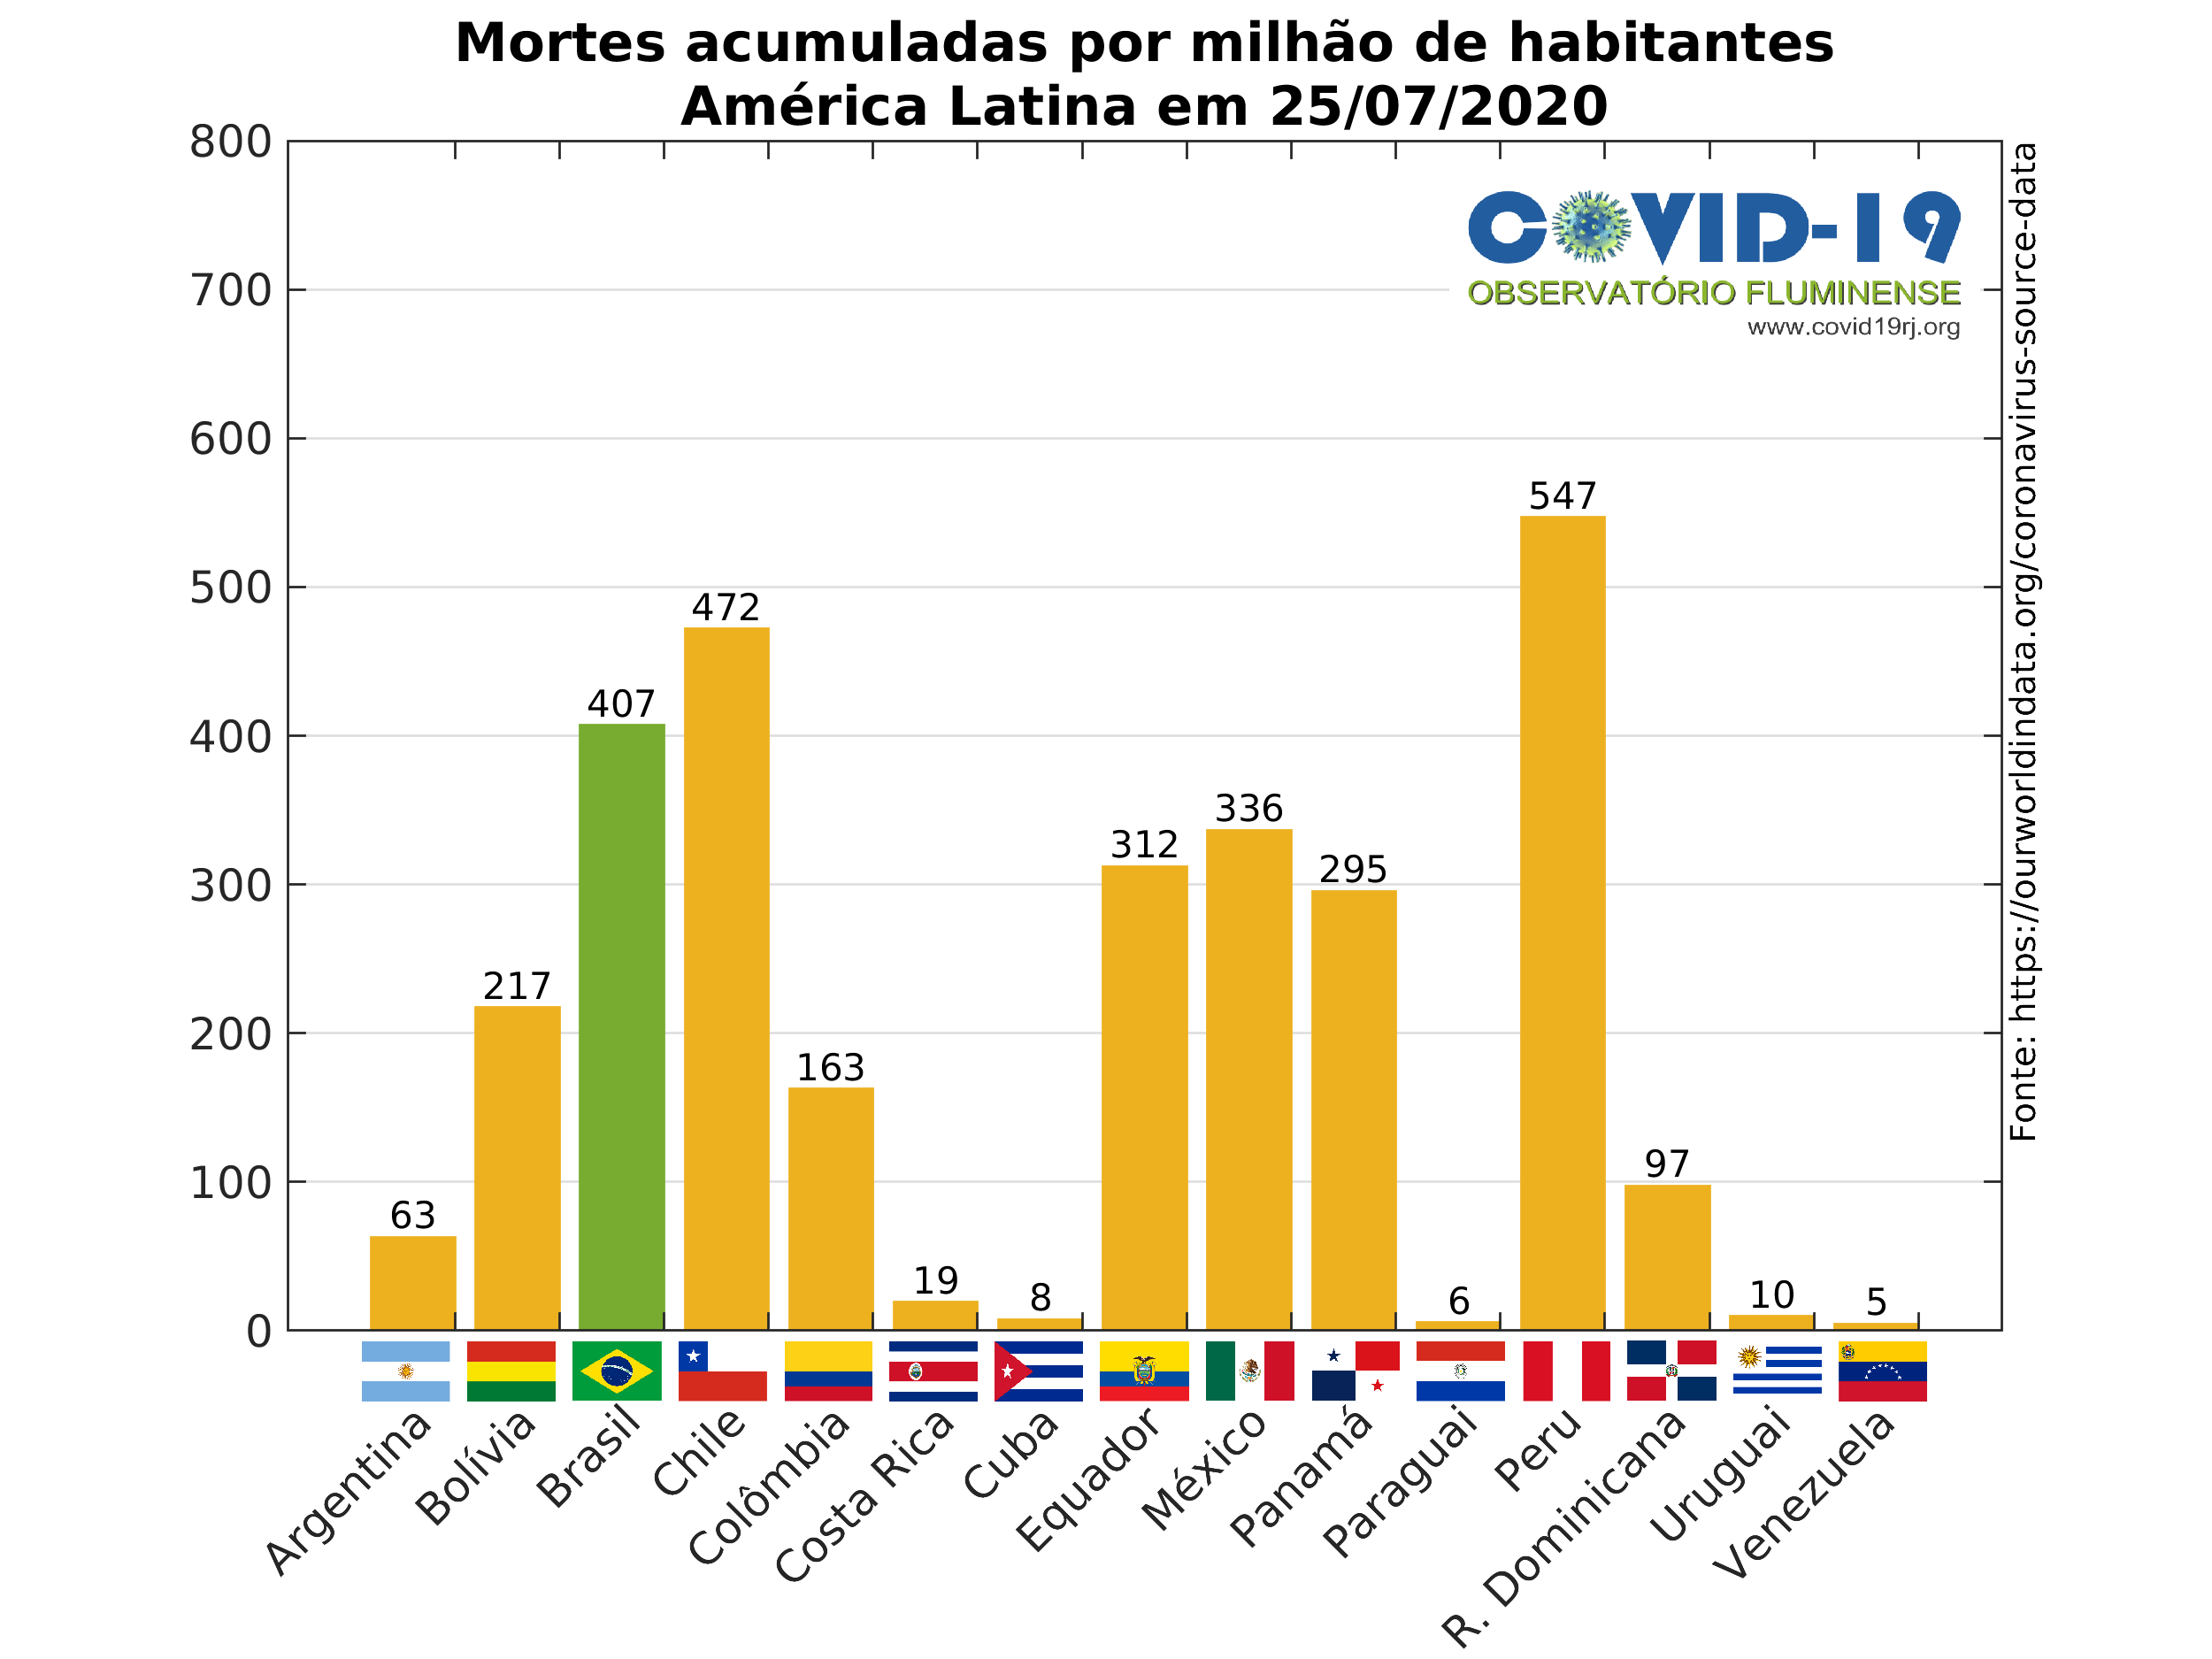 Mortes acumuladas por milhão de habitantes
América Latina em 25/07/2020
800
700
600
500
400
300
200
100
0
COVID-19
OBSERVATÓRIO FLUMINENSE
www.covid19rj.org
Fonte: https://ourworldindata.org/coronavirus-source-data
63
217
407
472
163
19
8
312
336
295
6
547
97
10
5
Argentina
Bolívia
Brasil
Chile
Colômbia
Costa Rica
Cuba
Equador
México
Panamá
Paraguai
Peru
R. Dominicana
Uruguai
Venezuela